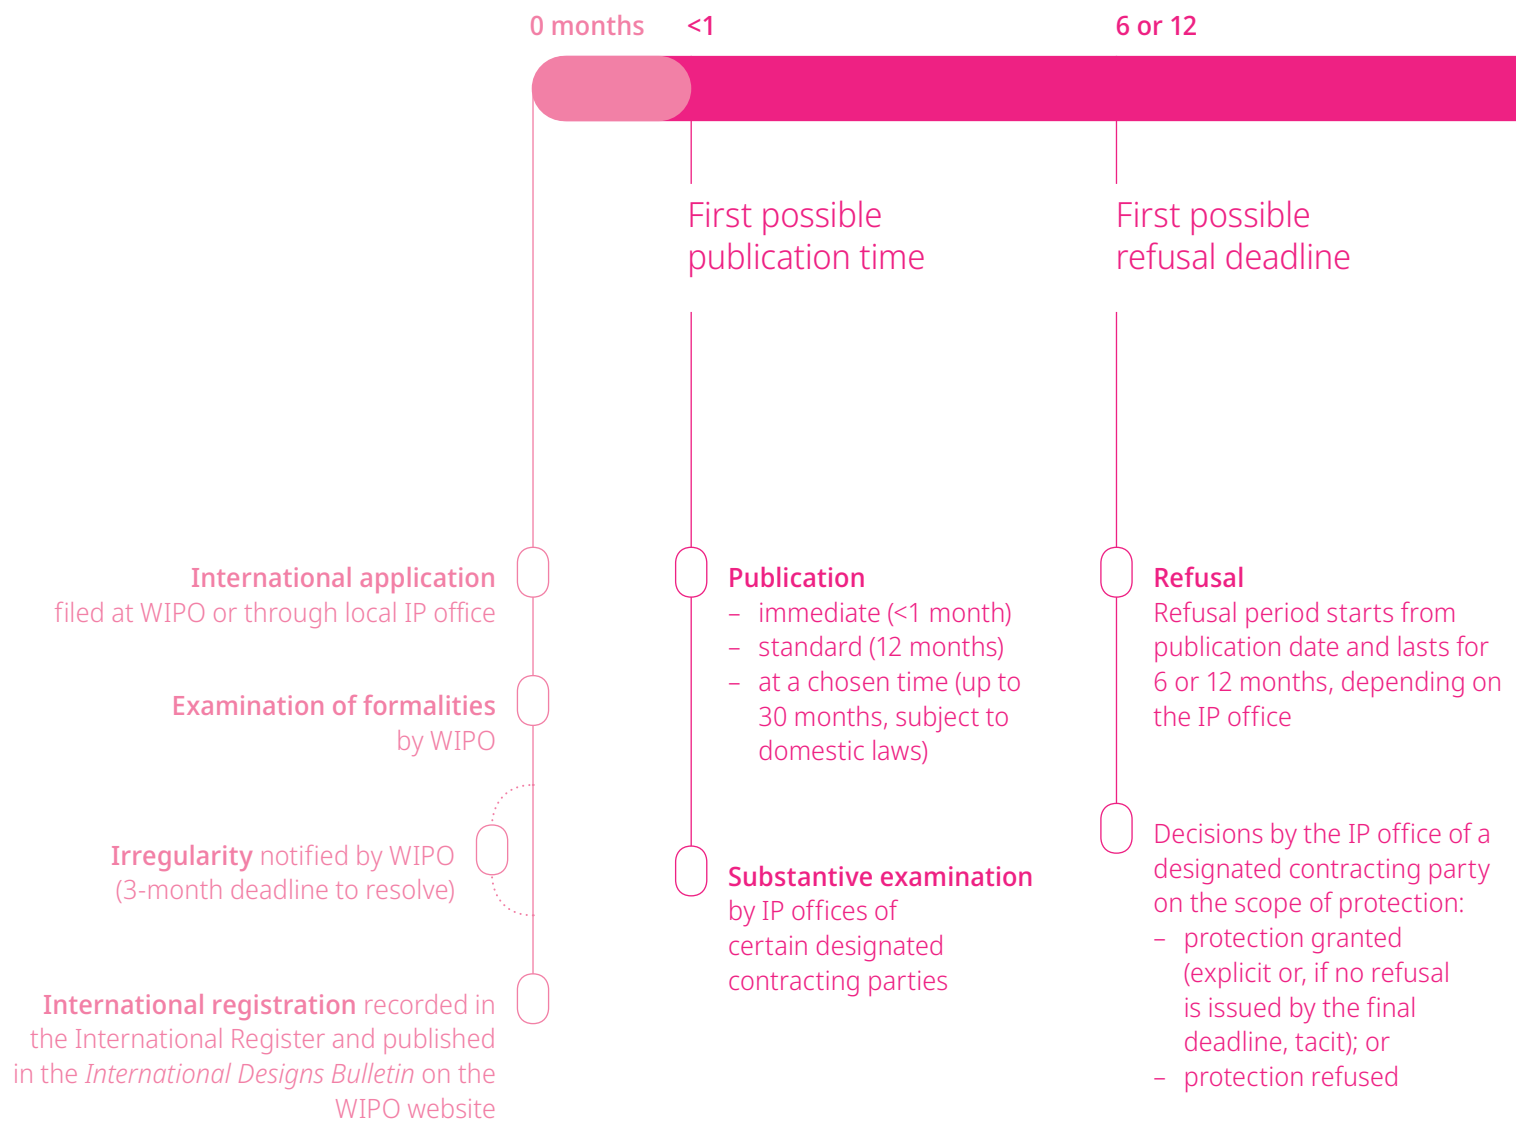 0 months
<1
6 or 12
First possible
publication time
First possible
refusal deadline
International application
filed at WIPO or through local IP office
Examination of formalities
by WIPO
Irregularity notified by WIPO
(3-month deadline to resolve)
International registration recorded in
the International Register and published
in the International Designs Bulletin on the
WIPO website
Publication
– immediate (<1 month)
– standard (12 months)
– at a chosen time (up to
30 months, subject to
domestic laws)
Substantive examination
by IP offices of
certain designated
contracting parties
Refusal
Refusal period starts from
publication date and lasts for
6 or 12 months, depending on
the IP office
Decisions by the IP office of a
designated contracting party
on the scope of protection:
– protection granted
(explicit or, if no refusal
is issued by the final
deadline, tacit); or
– protection refused